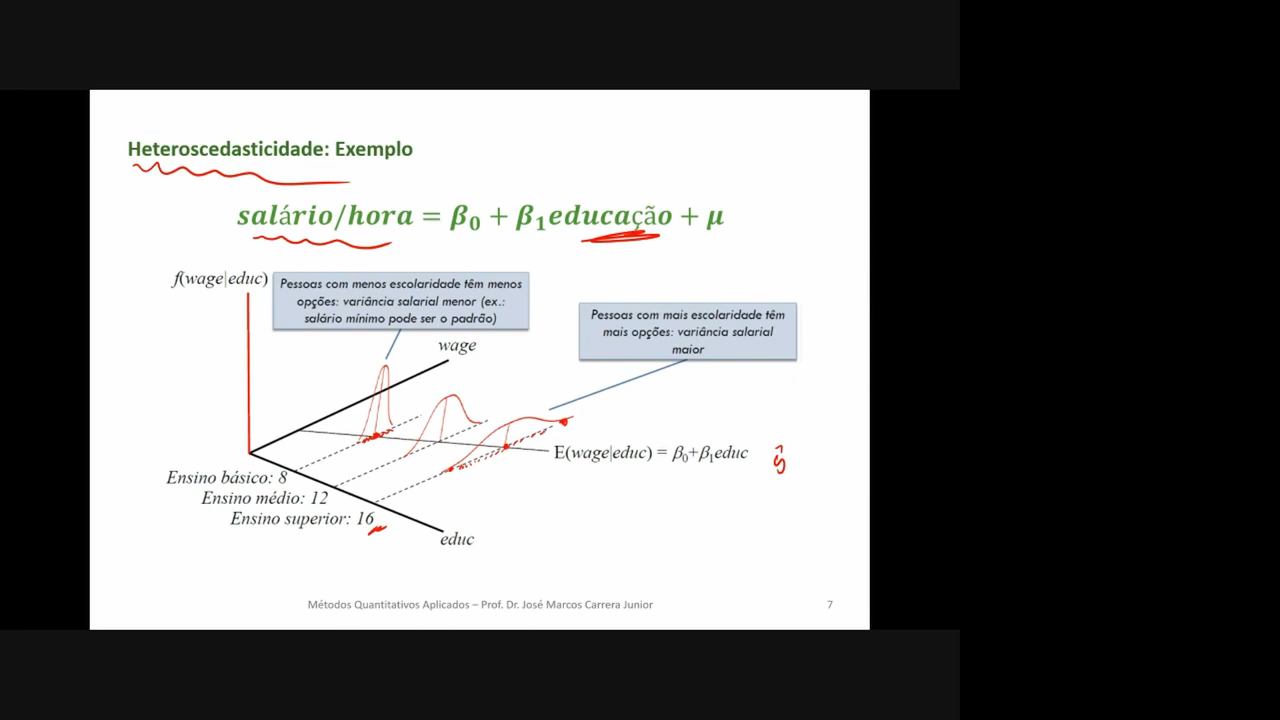 Heteroscedasticidade: Exemplo
salário/hora = β₀ + β₁educação + μ
f(wage|educ)
Pessoas com menos escolaridade têm menos
opções: variância salarial menor (ex.:
salário mínimo pode ser o padrão)
Pessoas com mais escolaridade têm
mais opções: variância salarial
maior
wage
E(wage|educ) = β₀+β₁educ
ŷ
Ensino básico: 8
Ensino médio: 12
Ensino superior: 16
educ
Métodos Quantitativos Aplicados – Prof. Dr. José Marcos Carrera Junior
7